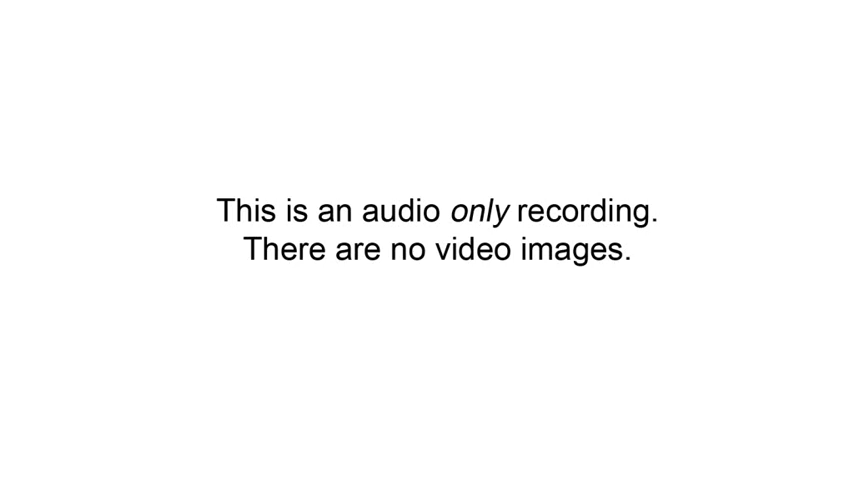 This is an audio only recording.
There are no video images.